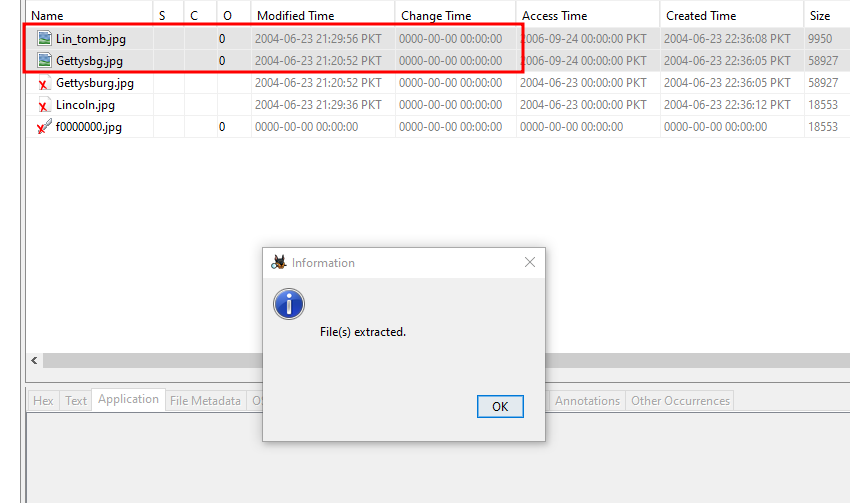 Name S C O Modified Time Change Time Access Time Created Time Size
Lin_tomb.jpg 0 2004-06-23 21:29:56 PKT 0000-00-00 00:00:00 2006-09-24 00:00:00 PKT 2004-06-23 22:36:08 PKT 9950
Gettysbg.jpg 0 2004-06-23 21:20:52 PKT 0000-00-00 00:00:00 2006-09-24 00:00:00 PKT 2004-06-23 22:36:05 PKT 58927
Gettysburg.jpg 2004-06-23 21:20:52 PKT 0000-00-00 00:00:00 2004-06-23 00:00:00 PKT 2004-06-23 22:36:05 PKT 58927
Lincoln.jpg 2004-06-23 21:29:36 PKT 0000-00-00 00:00:00 2004-06-23 00:00:00 PKT 2004-06-23 22:36:12 PKT 18553
f0000000.jpg 0 0000-00-00 00:00:00 0000-00-00 00:00:00 0000-00-00 00:00:00 0000-00-00 00:00:00 18553
Information
File(s) extracted.
OK
Hex Text Application File Metadata Annotations Other Occurrences